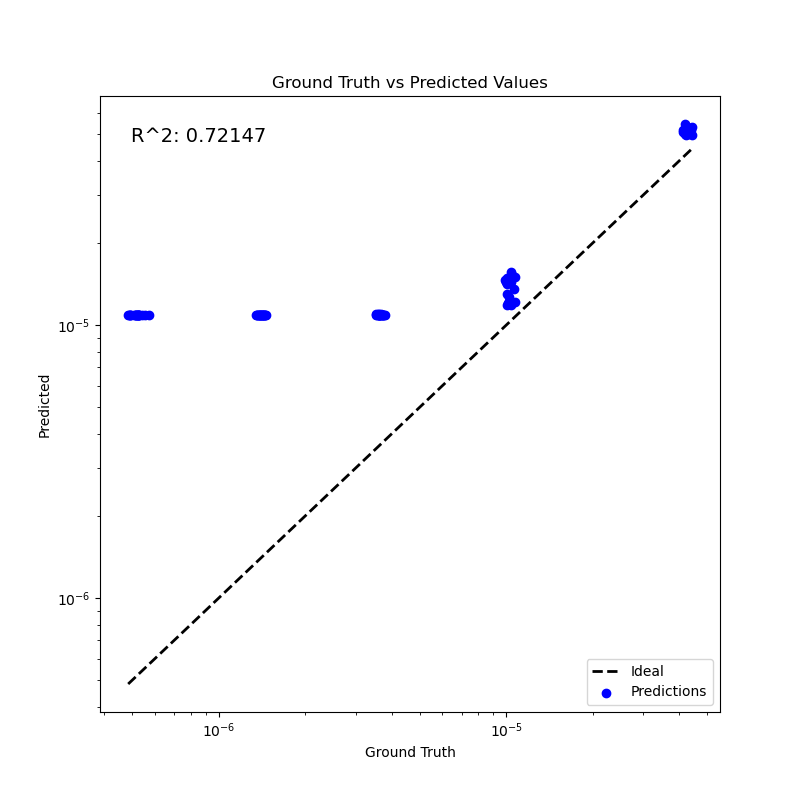 Ground Truth vs Predicted Values
R^2: 0.72147
10⁻⁵
Predicted
10⁻⁶
Ideal
Predictions
10⁻⁶
10⁻⁵
Ground Truth